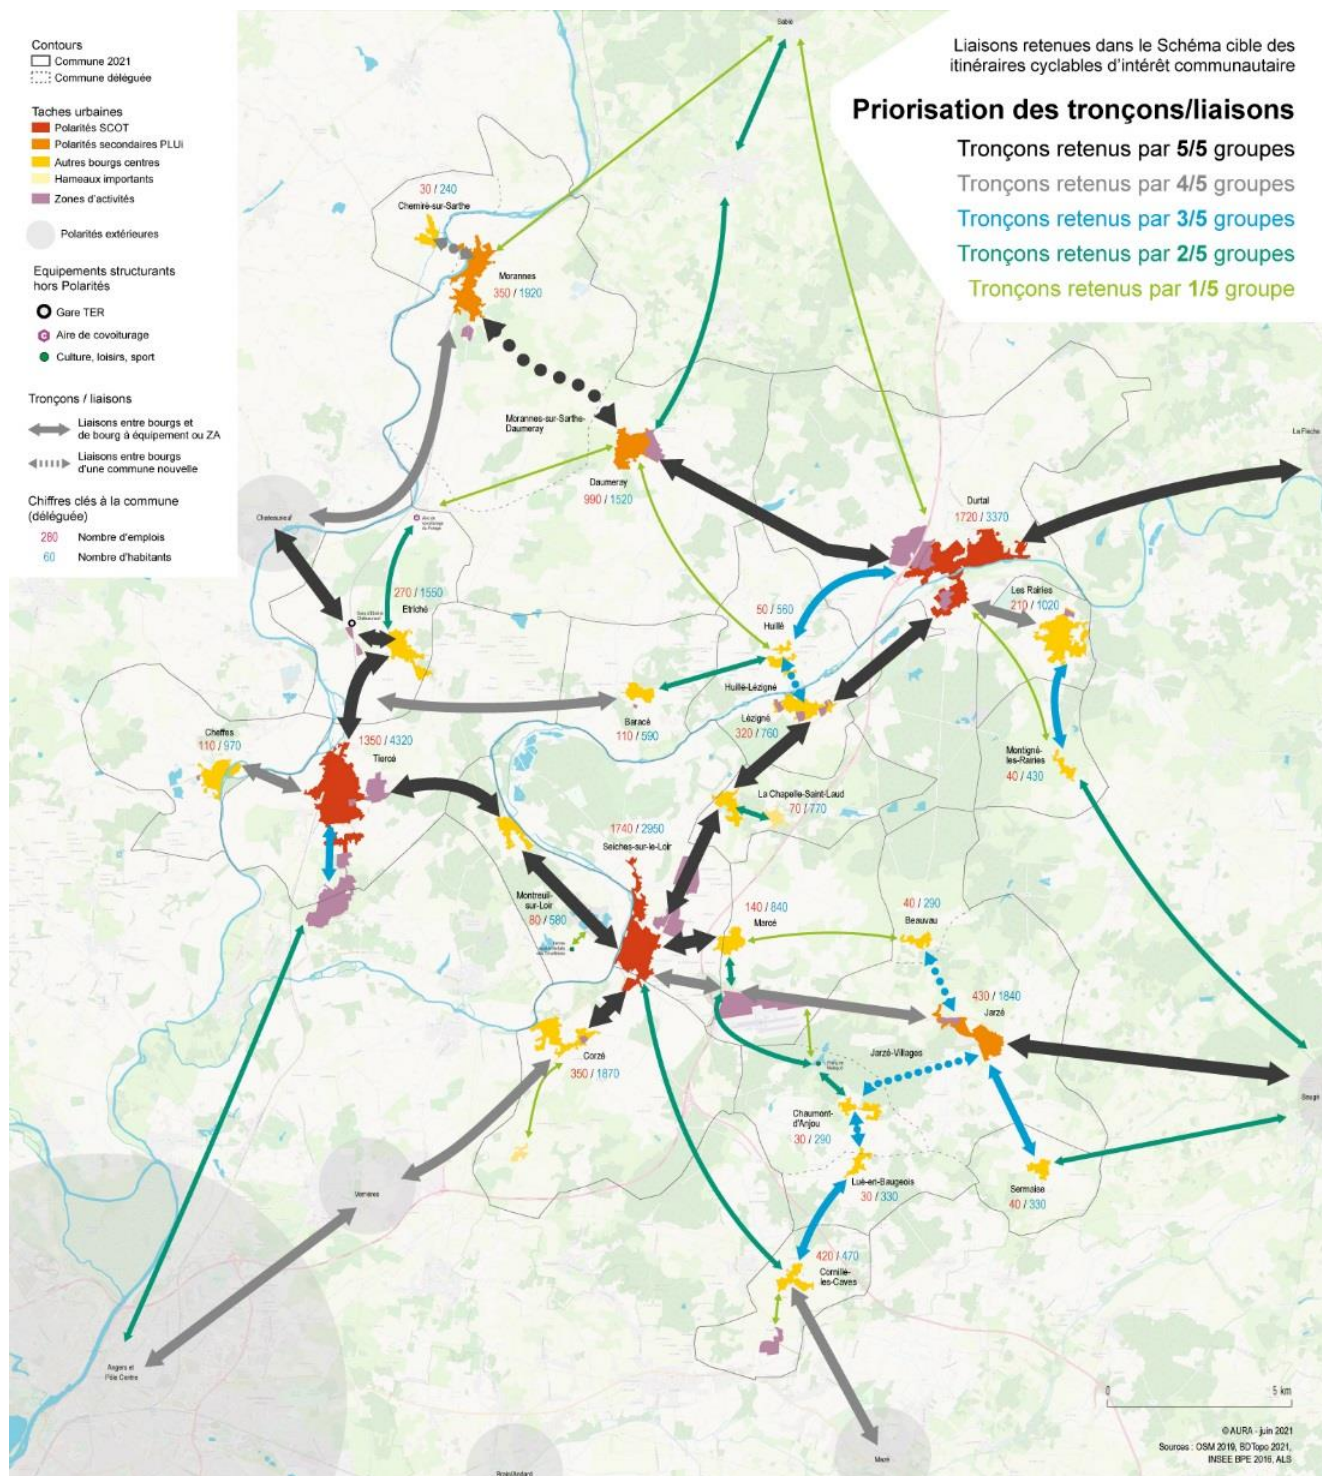 Contours
Commune 2021
Commune déléguée
Taches urbaines
Polarités SCOT
Polarités secondaires PLUi
Autres bourgs centres
Hameaux importants
Zones d'activités
Polarités extérieures
Equipements structurants
hors Polarités
Gare TER
Aire de covoiturage
Culture, loisirs, sport
Tronçons / liaisons
Liaisons entre bourgs et
de bourg à équipement ou ZA
Liaisons entre bourgs
d'une commune nouvelle
Chiffres clés à la commune
(déléguée)
280 Nombre d'emplois
60 Nombre d'habitants
Liaisons retenues dans le Schéma cible des
itinéraires cyclables d'intérêt communautaire
Priorisation des tronçons/liaisons
Tronçons retenus par 5/5 groupes
Tronçons retenus par 4/5 groupes
Tronçons retenus par 3/5 groupes
Tronçons retenus par 2/5 groupes
Tronçons retenus par 1/5 groupe
Sablé
30 / 240
Chemiré-sur-Sarthe
Morannes
350 / 1920
Morannes-sur-Sarthe-
Daumeray
Daumeray
990 / 1520
La Flèche
Durtal
1720 / 3370
Chateauneuf
270 / 1550
Etriché
Les Rairies
210 / 1020
50 / 560
Huillé
Huillé-Lézigné
Lézigné
320 / 760
Baracé
110 / 590
Cheffes
110 / 970
1350 / 4320
Tiercé
Montigné-
les-Rairies
40 / 430
La Chapelle-Saint-Laud
70 / 770
1740 / 2950
Seiches-sur-le-Loir
Montreuil-
sur-Loir
80 / 580
140 / 840
Marcé
40 / 290
Beauvau
430 / 1840
Jarzé
Jarzé-Villages
Corzé
350 / 1870
Chaumont-
d'Anjou
30 / 290
Lué-en-Baugeois
30 / 330
Sermaise
40 / 330
Baugé
Verrières
420 / 470
Cornillé-
les-Caves
Angers et
Pôle Centre
Mazé
0 5 km
© AURA - juin 2021
Sources : OSM 2019, BDTopo 2021,
INSEE BPE 2016, ALS